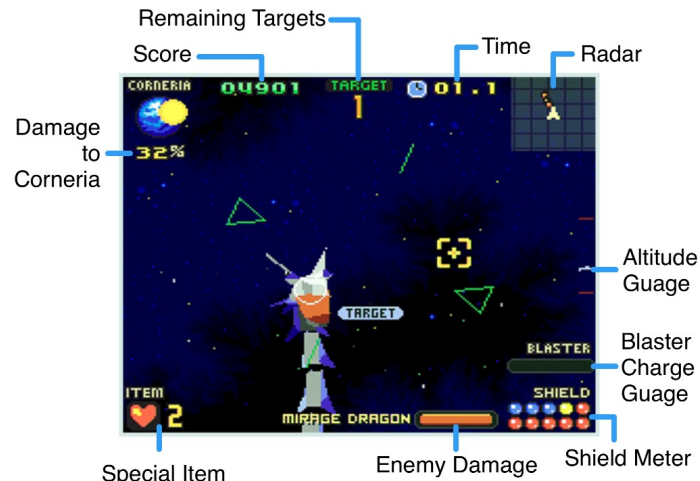 Remaining Targets
Score
Time
Radar
CORNERIA
04901
TARGET
01.1
1
Damage
to
Corneria
32%
Altitude
Guage
TARGET
BLASTER
Blaster
Charge
Guage
ITEM
SHIELD
2
MIRAGE DRAGON
Special Item
Enemy Damage
Shield Meter